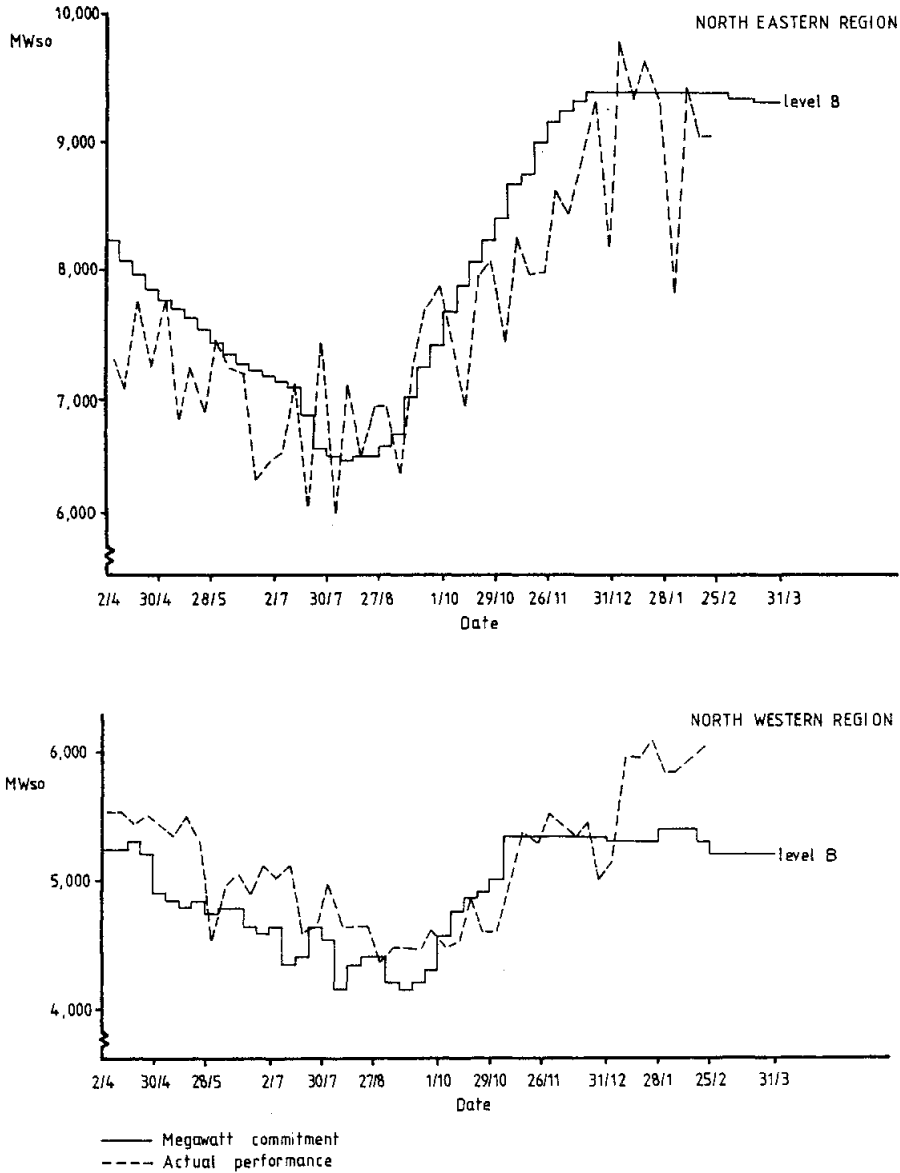 NORTH EASTERN REGION
10,000
MWso
9,000
8,000
7,000
6,000
level B
2/4 30/4 28/5 2/7 30/7 27/8 1/10 29/10 26/11 31/12 28/1 25/2 31/3
Date
NORTH WESTERN REGION
6,000
MWso
5,000
4,000
level B
2/4 30/4 28/5 2/7 30/7 27/8 1/10 29/10 26/11 31/12 28/1 25/2 31/3
Date
Megawatt commitment
Actual performance